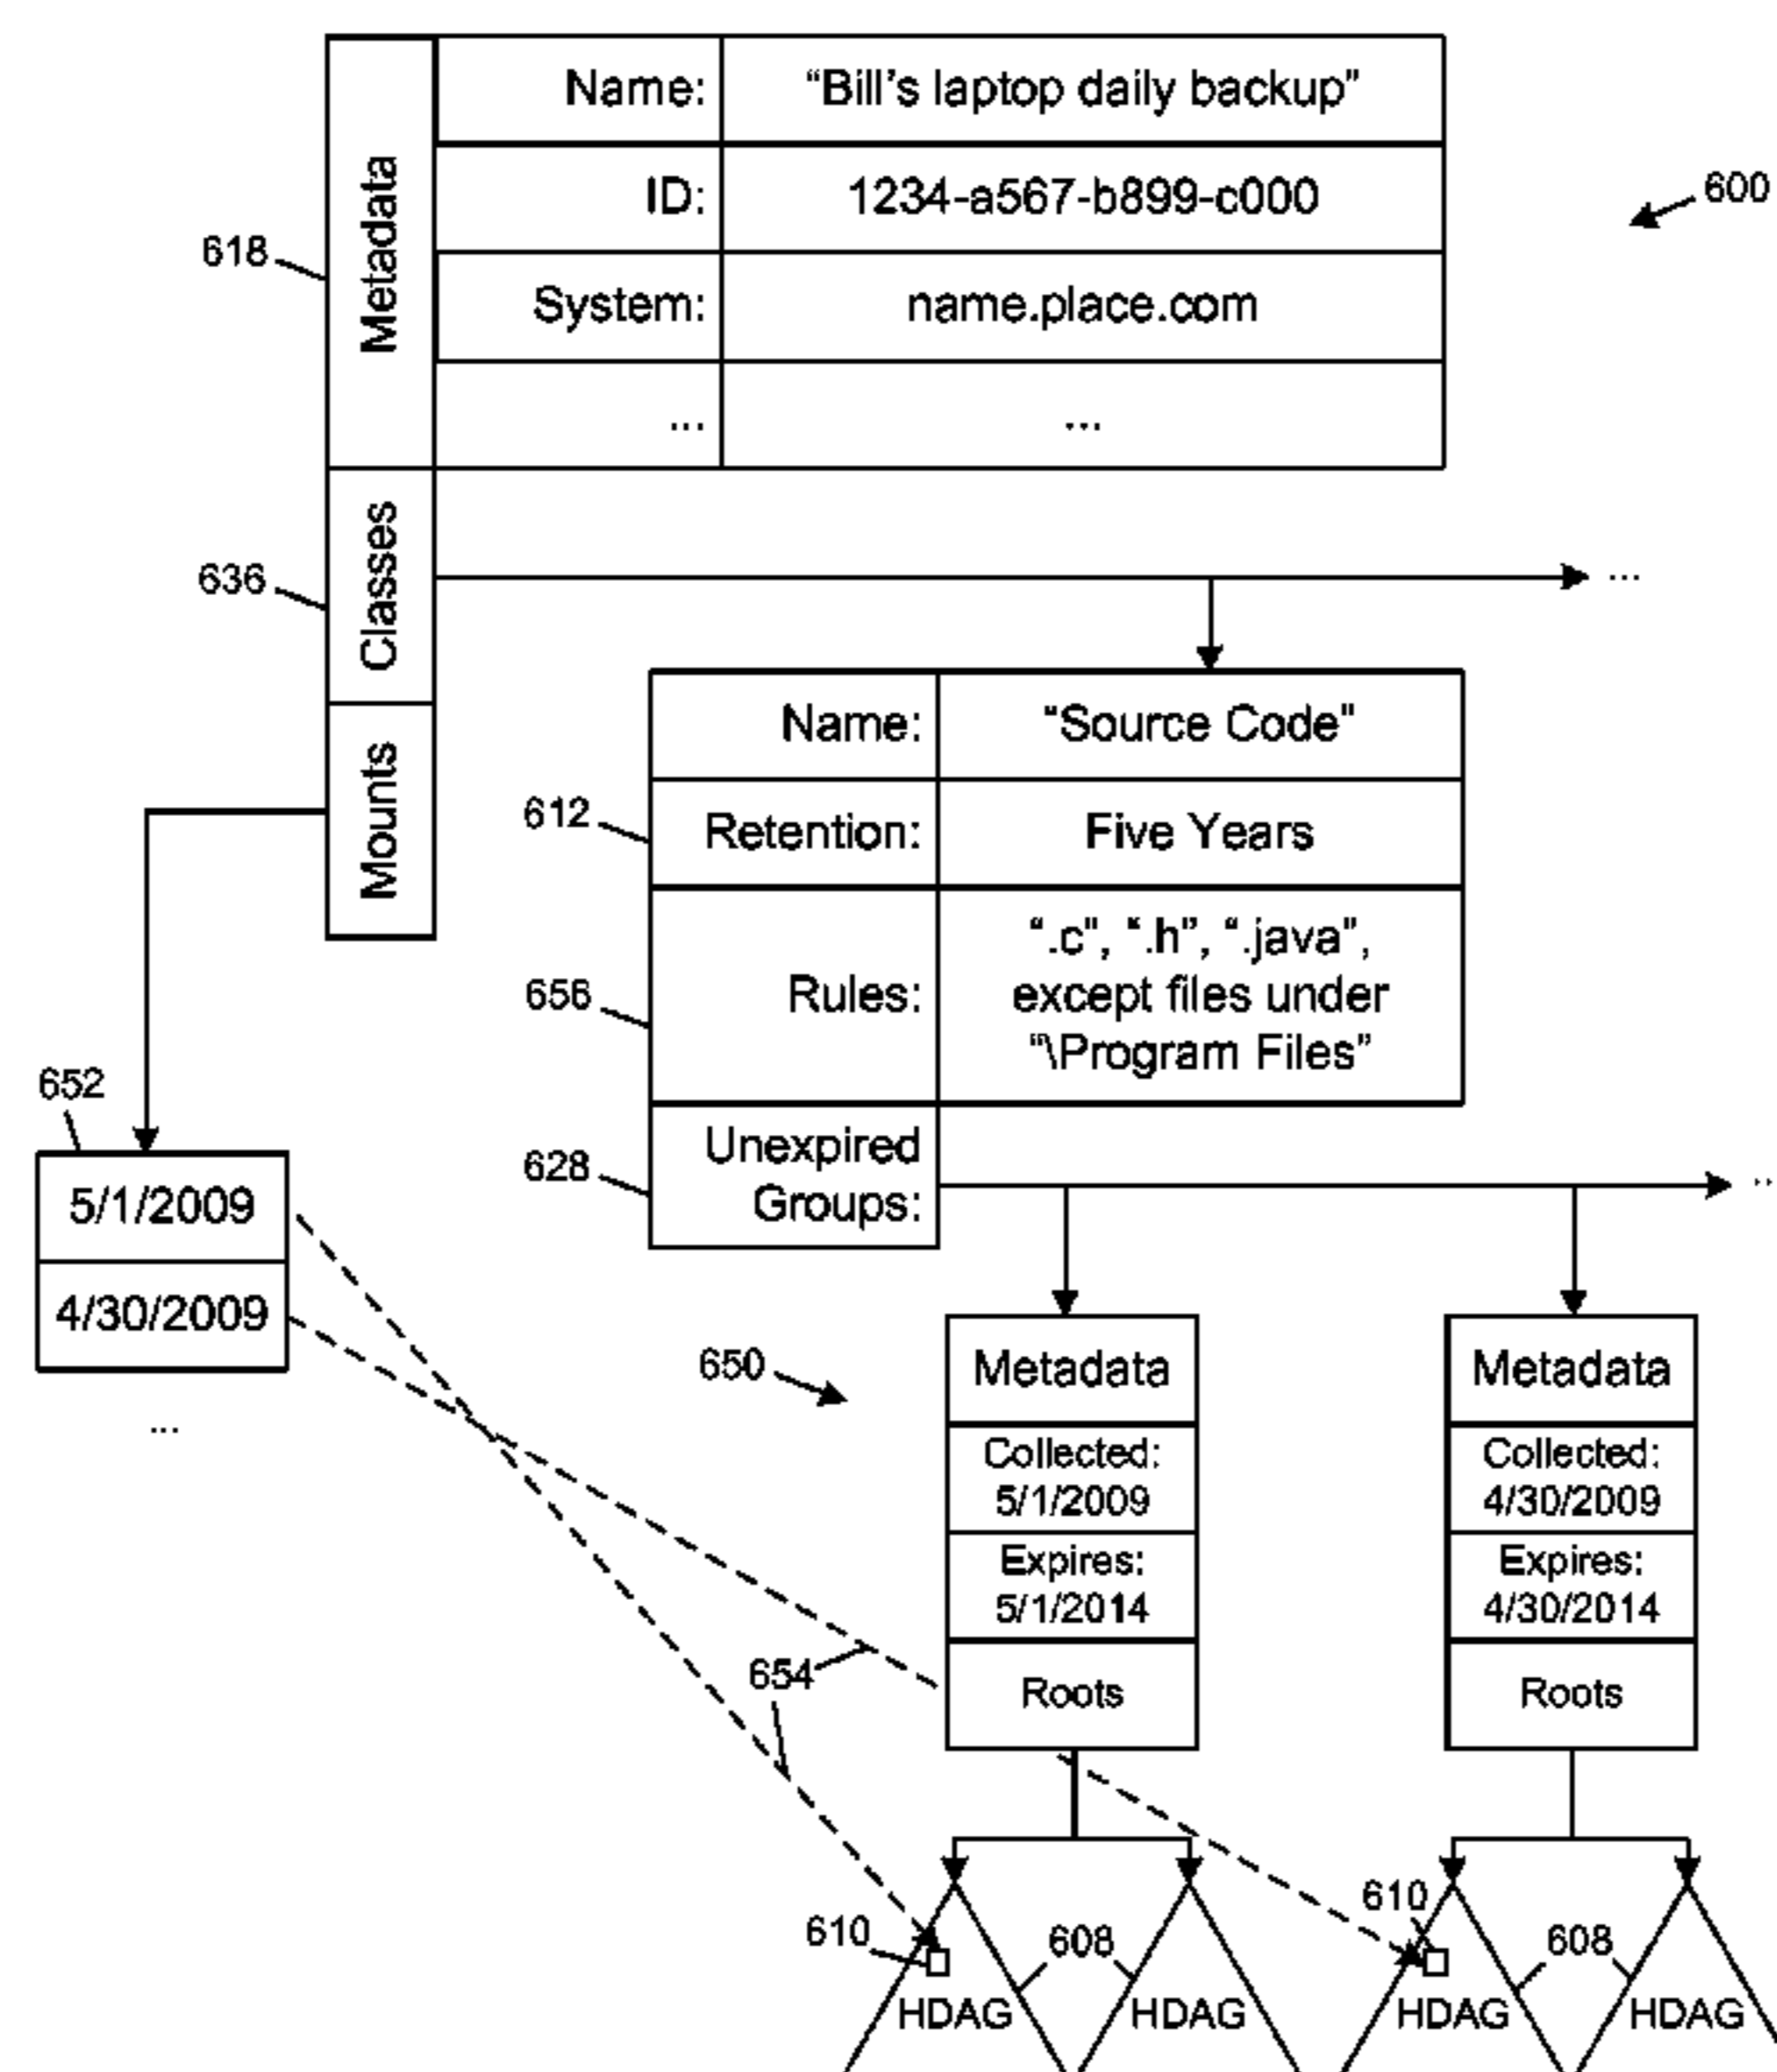 Metadata
Name: “Bill’s laptop daily backup”
ID: 1234-a567-b899-c000
System: name.place.com
... ...
600
618
Classes
636
...
Mounts
Name: “Source Code”
612
Retention: Five Years
656
Rules: “.c”, “.h”, “.java”,
except files under
“\Program Files”
628
Unexpired
Groups:
..
652
5/1/2009
4/30/2009
...
650
Metadata
Collected:
5/1/2009
Expires:
5/1/2014
Roots
Metadata
Collected:
4/30/2009
Expires:
4/30/2014
Roots
654
610
608
HDAG
HDAG
610
608
HDAG
HDAG